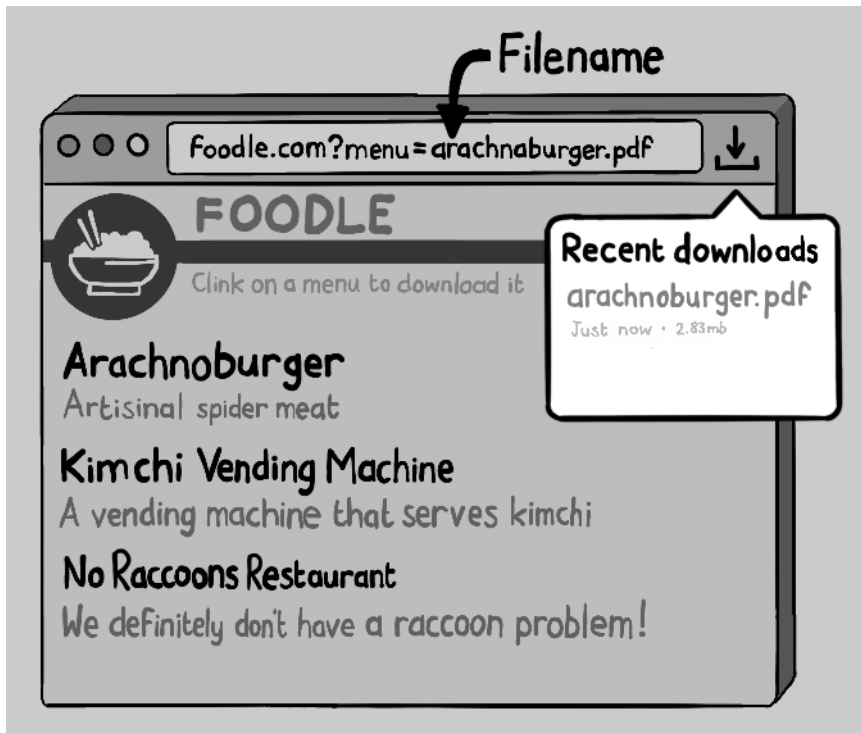 Filename
foodle.com?menu=arachnaburger.pdf
FOODLE
Clink on a menu to download it
Recent downloads
arachnoburger.pdf
Just now · 2.83mb
Arachnoburger
Artisinal spider meat
Kimchi Vending Machine
A vending machine that serves kimchi
No Raccoons Restaurant
We definitely don't have a raccoon problem!